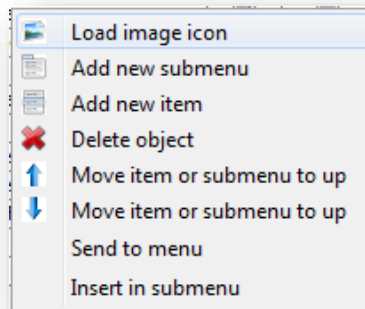 Load image icon
Add new submenu
Add new item
Delete object
Move item or submenu to up
Move item or submenu to up
Send to menu
Insert in submenu